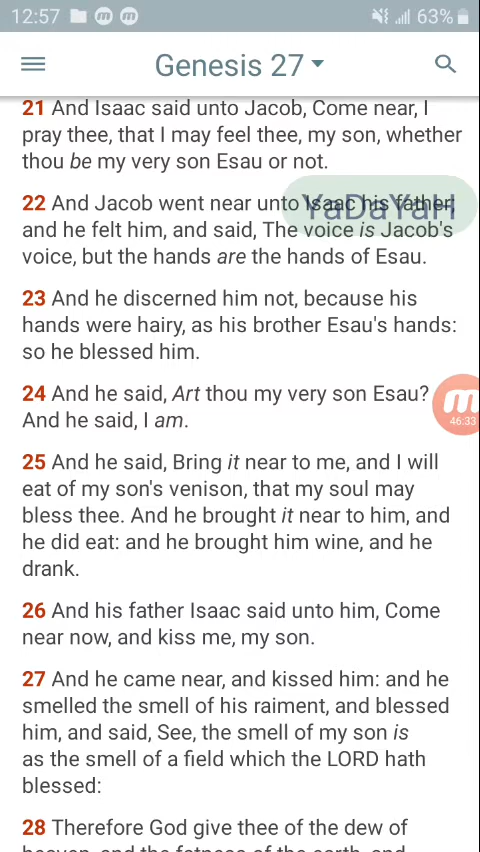 12:57
63%
Genesis 27
21 And Isaac said unto Jacob, Come near, I
pray thee, that I may feel thee, my son, whether
thou be my very son Esau or not.
22 And Jacob went near unto Isaac his father;
YaDaYaH
and he felt him, and said, The voice is Jacob's
voice, but the hands are the hands of Esau.
23 And he discerned him not, because his
hands were hairy, as his brother Esau's hands:
so he blessed him.
24 And he said, Art thou my very son Esau?
And he said, I am.
46:33
25 And he said, Bring it near to me, and I will
eat of my son's venison, that my soul may
bless thee. And he brought it near to him, and
he did eat: and he brought him wine, and he
drank.
26 And his father Isaac said unto him, Come
near now, and kiss me, my son.
27 And he came near, and kissed him: and he
smelled the smell of his raiment, and blessed
him, and said, See, the smell of my son is
as the smell of a field which the LORD hath
blessed:
28 Therefore God give thee of the dew of
heaven, and the fatness of the earth, and